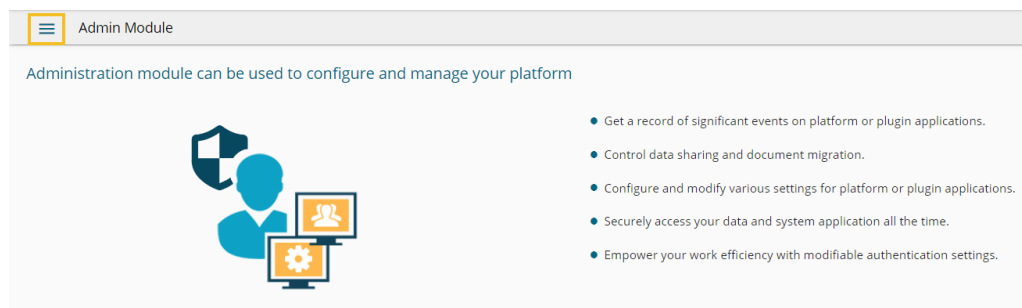 Admin Module
Administration module can be used to configure and manage your platform
Get a record of significant events on platform or plugin applications.
Control data sharing and document migration.
Configure and modify various settings for platform or plugin applications.
Securely access your data and system application all the time.
Empower your work efficiency with modifiable authentication settings.